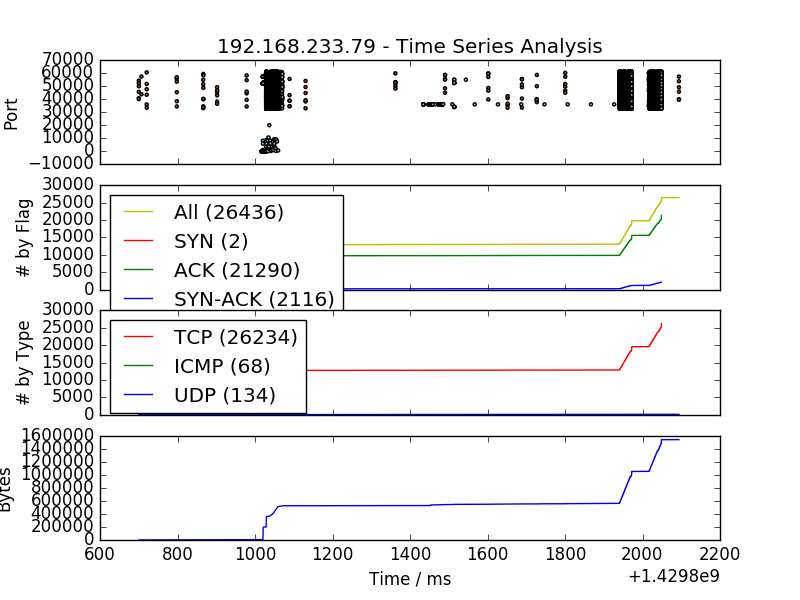 192.168.233.79 - Time Series Analysis
70000
60000
50000
40000
30000
20000
10000
0
−10000
Port
30000
25000
20000
15000
10000
5000
0
# by Flag
All (26436)
SYN (2)
ACK (21290)
SYN-ACK (2116)
30000
25000
20000
15000
10000
5000
0
# by Type
TCP (26234)
ICMP (68)
UDP (134)
1600000
1400000
1200000
1000000
800000
600000
400000
200000
0
Bytes
600 800 1000 1200 1400 1600 1800 2000 2200
Time / ms
+1.4298e9